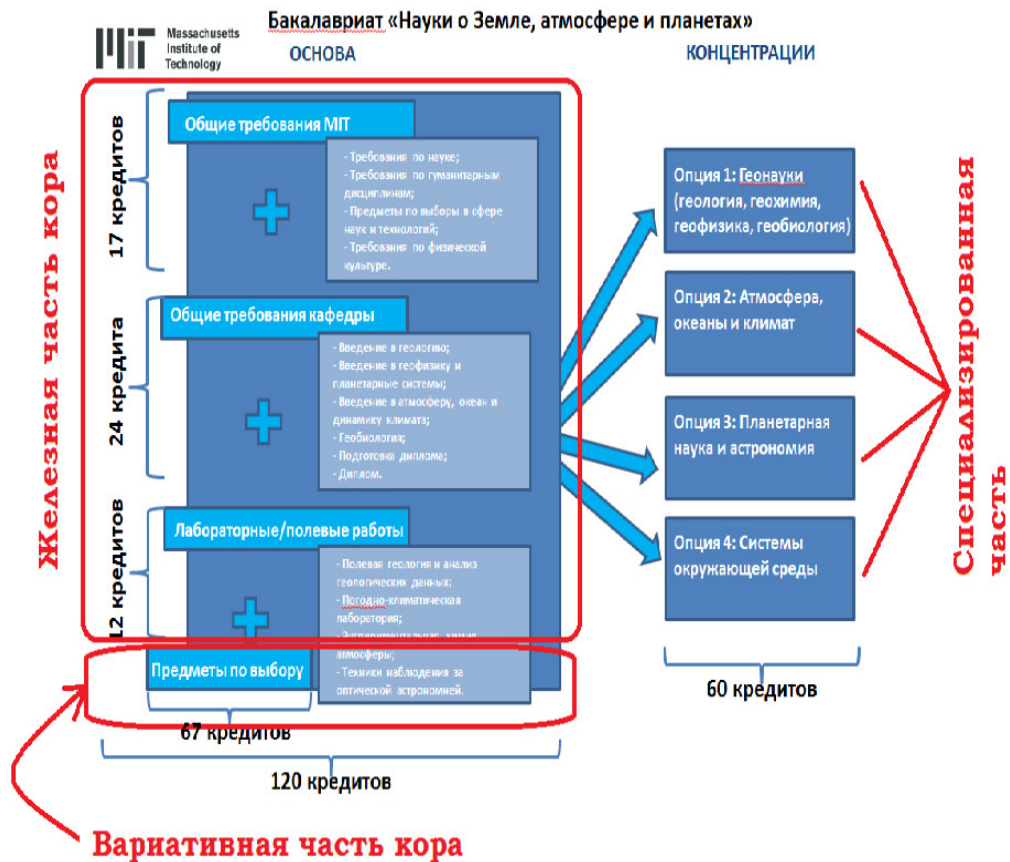 Бакалавриат «Науки о Земле, атмосфере и планетах»
MIT
Massachusetts
Institute of
Technology
ОСНОВА
КОНЦЕНТРАЦИИ
Железная часть кора
17 кредитов
Общие требования MIT
- Требования по науке;
- Требования по гуманитарным
дисциплинам;
- Предметы по выборы в сфере
наук и технологий;
- Требования по физической
культуре.
24 кредита
Общие требования кафедры
- Введение в геологию;
- Введение в геофизику и
планетарные системы;
- Введение в атмосферу, океан и
динамику климата;
- Геобиология;
- Подготовка диплома;
- Диплом.
12 кредитов
Лабораторные/полевые работы
- Полевая геология и анализ
геологических данных;
- Погодно-климатическая
лаборатория;
- Экспериментальная химия
атмосферы;
- Техники наблюдения за
оптической астрономией.
Предметы по выбору
67 кредитов
120 кредитов
Вариативная часть кора
Опция 1: Геонауки
(геология, геохимия,
геофизика, геобиология)
Опция 2: Атмосфера,
океаны и климат
Опция 3: Планетарная
наука и астрономия
Опция 4: Системы
окружающей среды
60 кредитов
Специализированная
часть